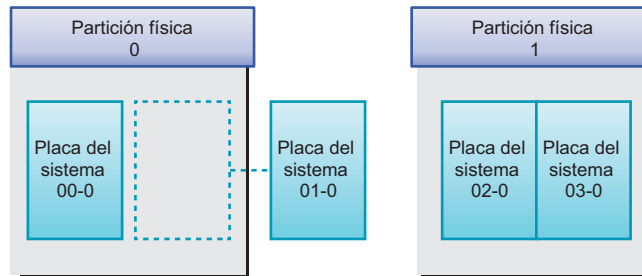 Partición física
0
Partición física
1
Placa del
sistema
00-0
Placa del
sistema
01-0
Placa del
sistema
02-0
Placa del
sistema
03-0